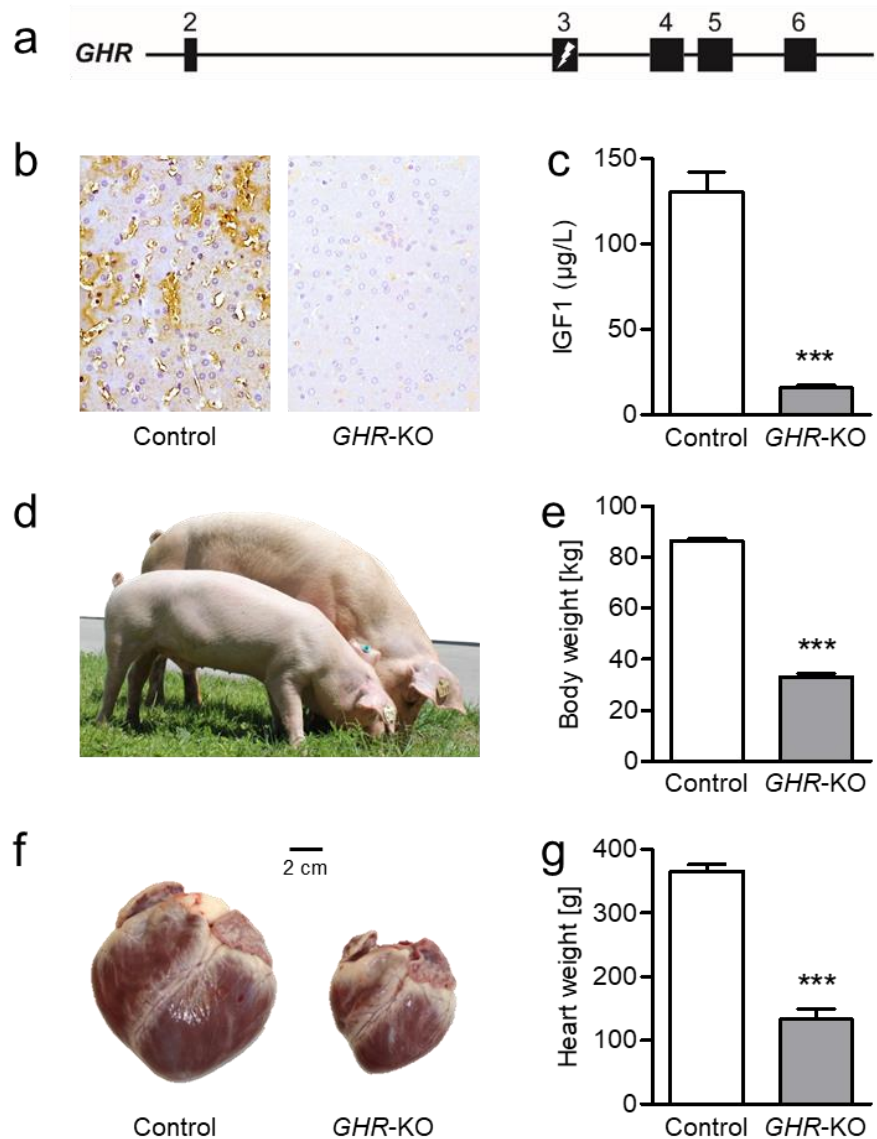 a
GHR
2 3 4 5 6
b
Control
GHR-KO
c
IGF1 (µg/L)
150
100
50
0
***
Control GHR-KO
d
e
Body weight [kg]
100
80
60
40
20
0
***
Control GHR-KO
f
2 cm
Control
GHR-KO
g
Heart weight [g]
400
300
200
100
0
***
Control GHR-KO